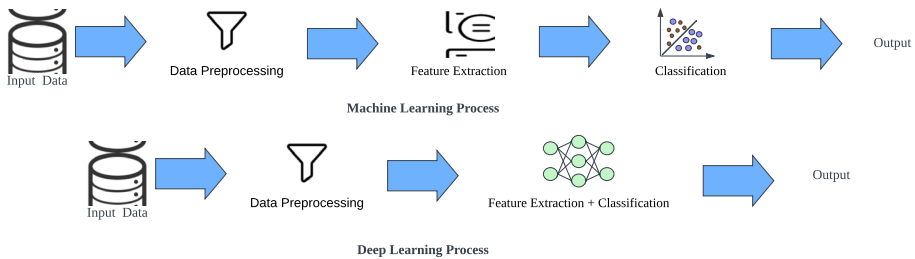 Input Data
Data Preprocessing
Feature Extraction
Classification
Output
Machine Learning Process
Input Data
Data Preprocessing
Feature Extraction + Classification
Output
Deep Learning Process